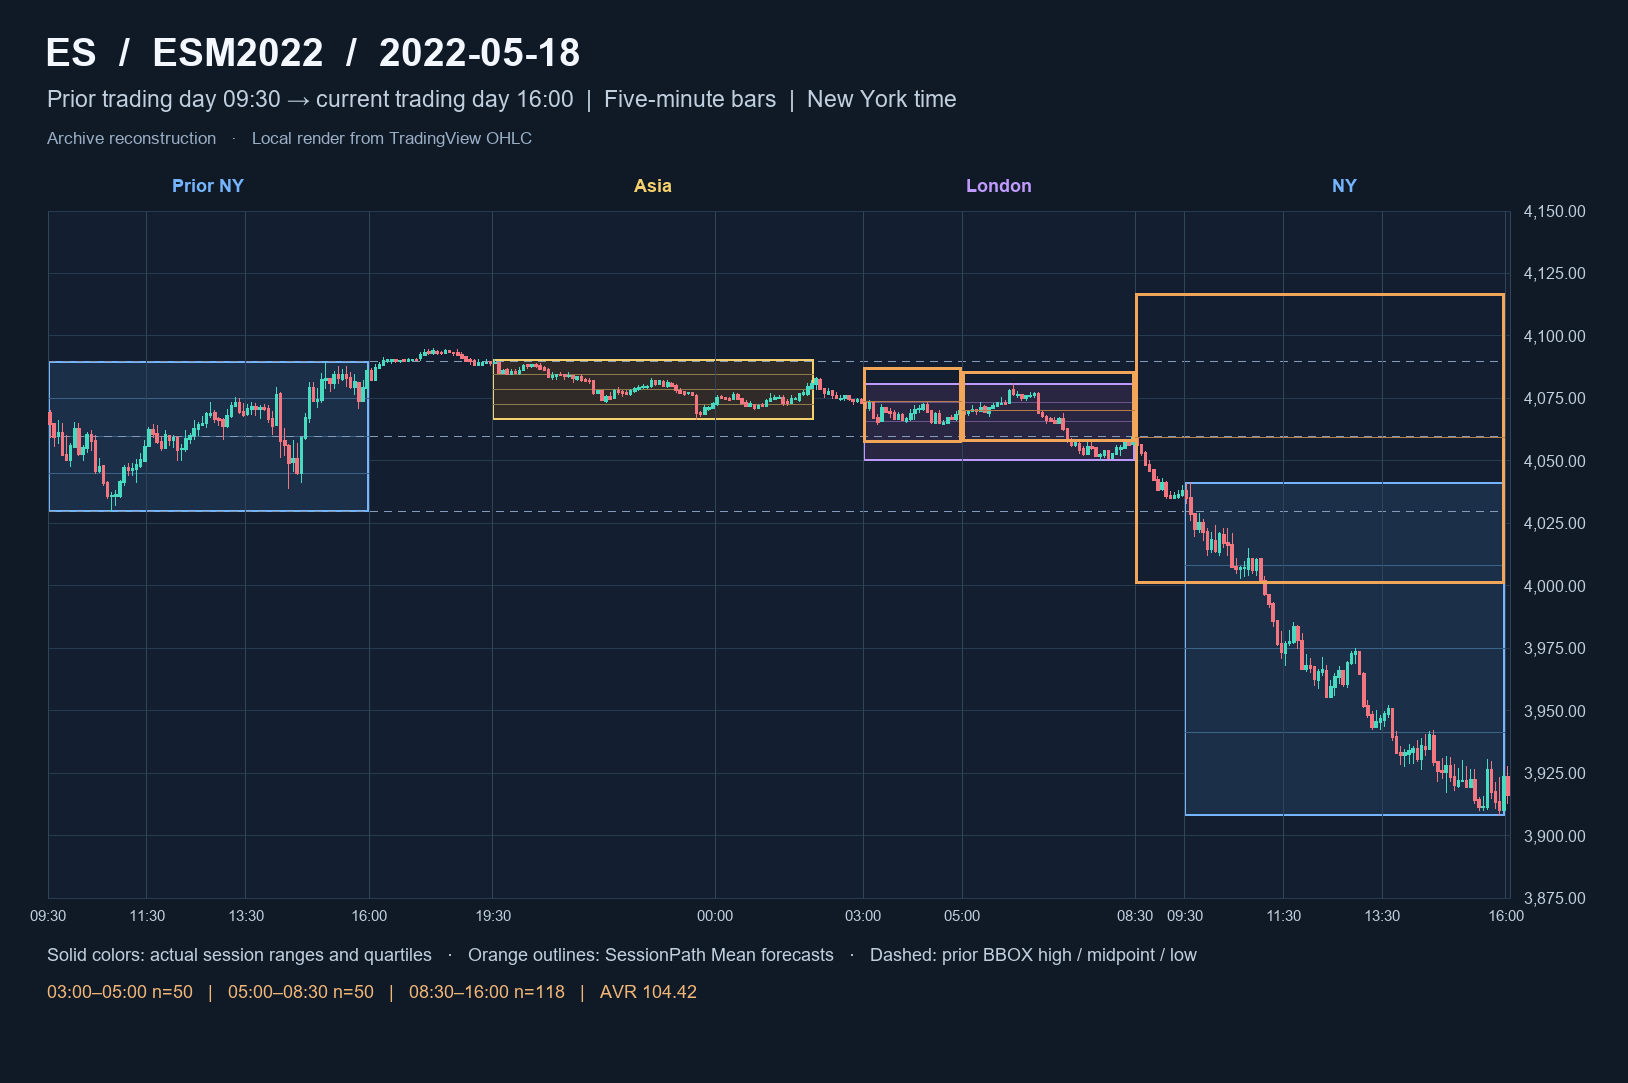 ES / ESM2022 / 2022-05-18
Prior trading day 09:30 → current trading day 16:00 | Five-minute bars | New York time
Archive reconstruction · Local render from TradingView OHLC
Prior NY Asia London NY
4,150.00
4,125.00
4,100.00
4,075.00
4,050.00
4,025.00
4,000.00
3,975.00
3,950.00
3,925.00
3,900.00
3,875.00
09:30 11:30 13:30 16:00 19:30 00:00 03:00 05:00 08:30 09:30 11:30 13:30 16:00
Solid colors: actual session ranges and quartiles · Orange outlines: SessionPath Mean forecasts · Dashed: prior BBOX high / midpoint / low
03:00–05:00 n=50 | 05:00–08:30 n=50 | 08:30–16:00 n=118 | AVR 104.42